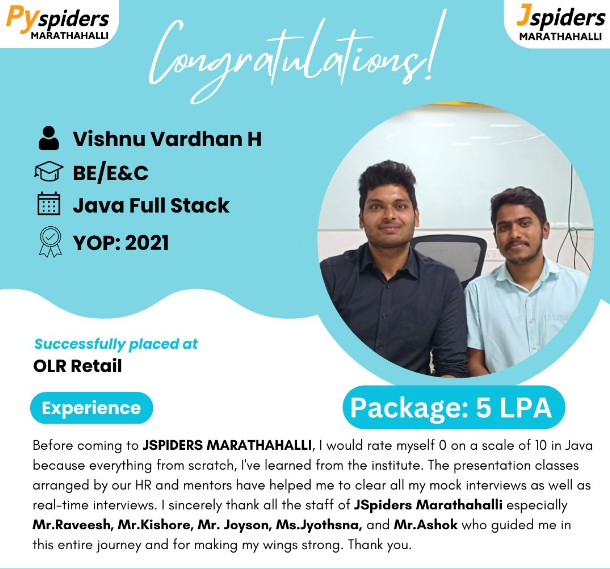 Pyspiders
MARATHAHALLI
Jspiders
MARATHAHALLI
Congratulations!
Vishnu Vardhan H
BE/E&C
Java Full Stack
YOP: 2021
Successfully placed at
OLR Retail
Experience
Package: 5 LPA
Before coming to JSPIDERS MARATHAHALLI, I would rate myself 0 on a scale of 10 in Java
because everything from scratch, I've learned from the institute. The presentation classes
arranged by our HR and mentors have helped me to clear all my mock interviews as well as
real-time interviews. I sincerely thank all the staff of JSpiders Marathahalli especially
Mr.Raveesh, Mr.Kishore, Mr. Joyson, Ms.Jyothsna, and Mr.Ashok who guided me in
this entire journey and for making my wings strong. Thank you.